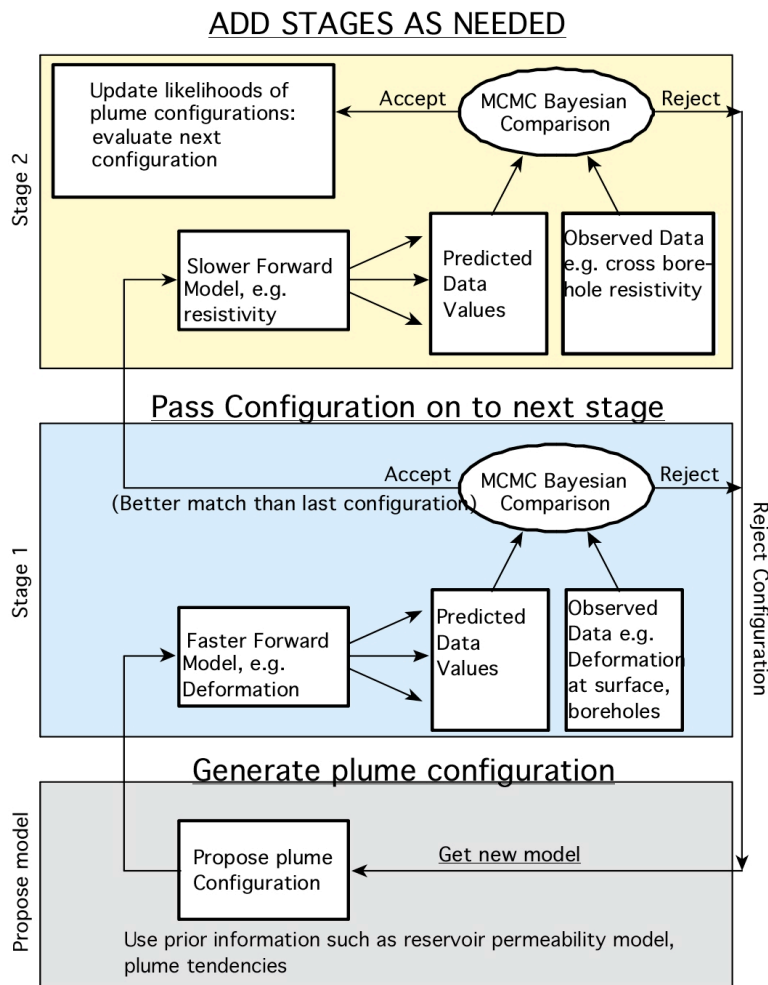 ADD STAGES AS NEEDED
Stage 2
Update likelihoods of
plume configurations:
evaluate next
configuration
Accept
MCMC Bayesian
Comparison
Reject
Slower Forward
Model, e.g.
resistivity
Predicted
Data
Values
Observed Data
e.g. cross bore-
hole resistivity
Pass Configuration on to next stage
Stage 1
Accept
(Better match than last configuration)
MCMC Bayesian
Comparison
Reject
Reject Configuration
Faster Forward
Model, e.g.
Deformation
Predicted
Data
Values
Observed
Data e.g.
Deformation
at surface,
boreholes
Generate plume configuration
Propose model
Propose plume
Configuration
Get new model
Use prior information such as reservoir permeability model,
plume tendencies